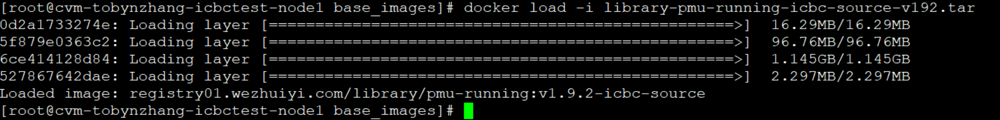 [root@cvm-tobynzhang-icbctest-node1 base_images]# docker load -i library-pmu-running-icbc-source-v192.tar
0d2a1733274e: Loading layer [==================================================>]  16.29MB/16.29MB
5f879e0363c2: Loading layer [==================================================>]  96.76MB/96.76MB
6ce414128d84: Loading layer [==================================================>]  1.145GB/1.145GB
527867642dae: Loading layer [==================================================>]  2.297MB/2.297MB
Loaded image: registry01.wezhuiyi.com/library/pmu-running:v1.9.2-icbc-source
[root@cvm-tobynzhang-icbctest-node1 base_images]#